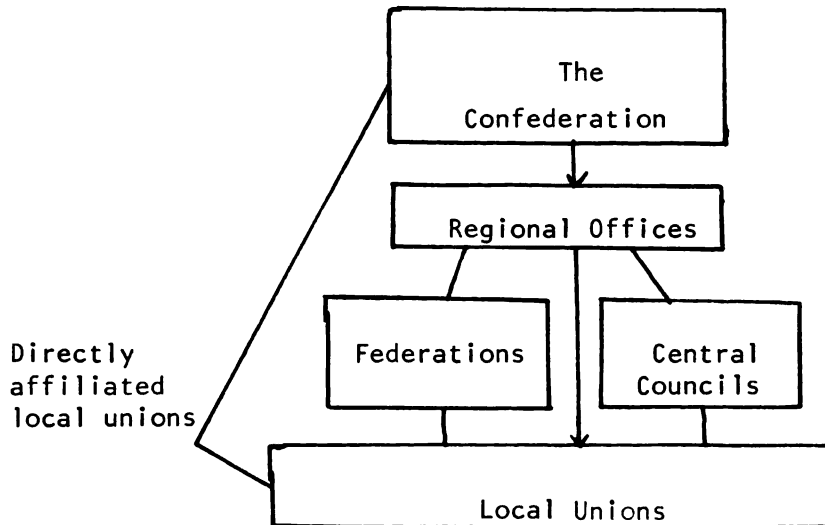 The
Confederation
Regional Offices
Federations
Central
Councils
Directly
affiliated
local unions
Local Unions